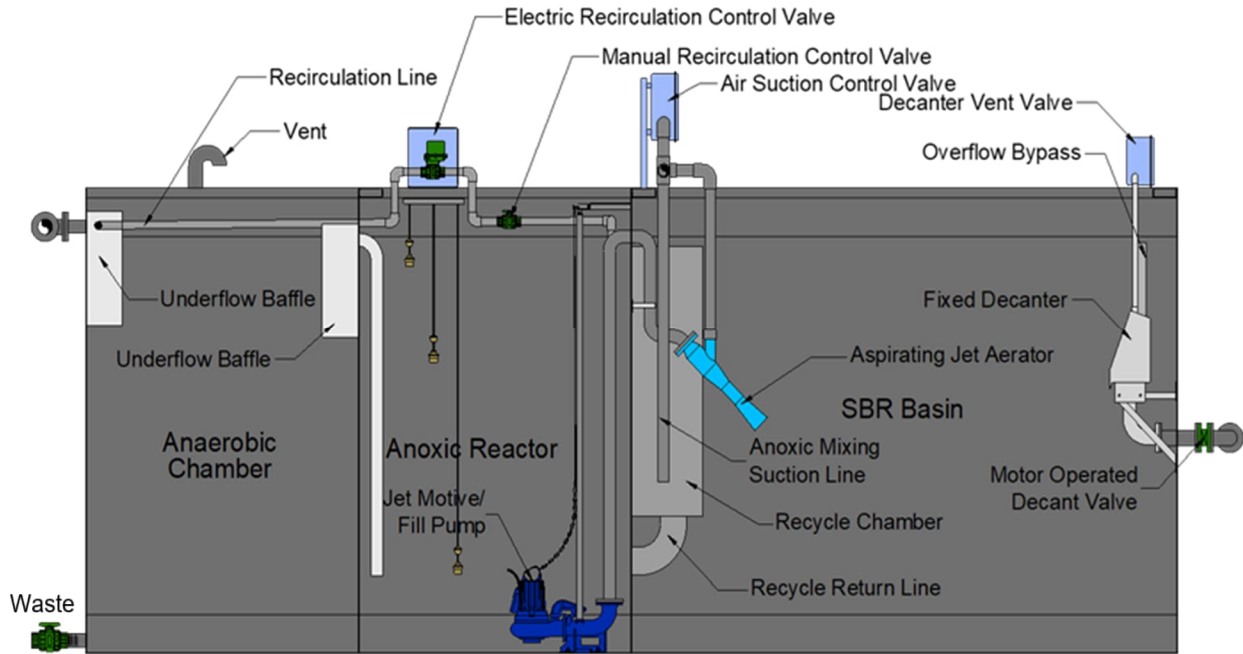 Electric Recirculation Control Valve
Manual Recirculation Control Valve
Recirculation Line
Air Suction Control Valve
Decanter Vent Valve
Vent
Overflow Bypass
Underflow Baffle
Fixed Decanter
Underflow Baffle
Aspirating Jet Aerator
SBR Basin
Anaerobic
Chamber
Anoxic Reactor
Anoxic Mixing
Suction Line
Motor Operated
Decant Valve
Jet Motive/
Fill Pump
Recycle Chamber
Recycle Return Line
Waste